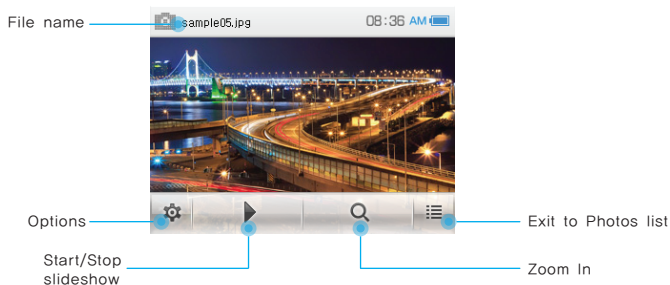 File name
sample05.jpg
08:36 AM
Options
Start/Stop
slideshow
Exit to Photos list
Zoom In